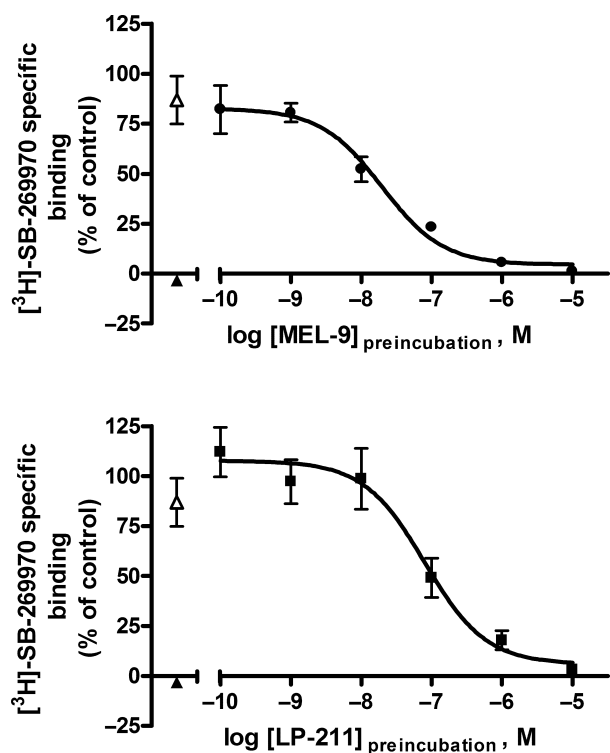 [³H]-SB-269970 specífic
binding
(% of control)
125
100
75
50
25
0
−25
−10 −9 −8 −7 −6 −5
log [MEL-9] preincubation , M
[³H]-SB-269970 specífic
binding
(% of control)
125
100
75
50
25
0
−25
−10 −9 −8 −7 −6 −5
log [LP-211] preincubation , M